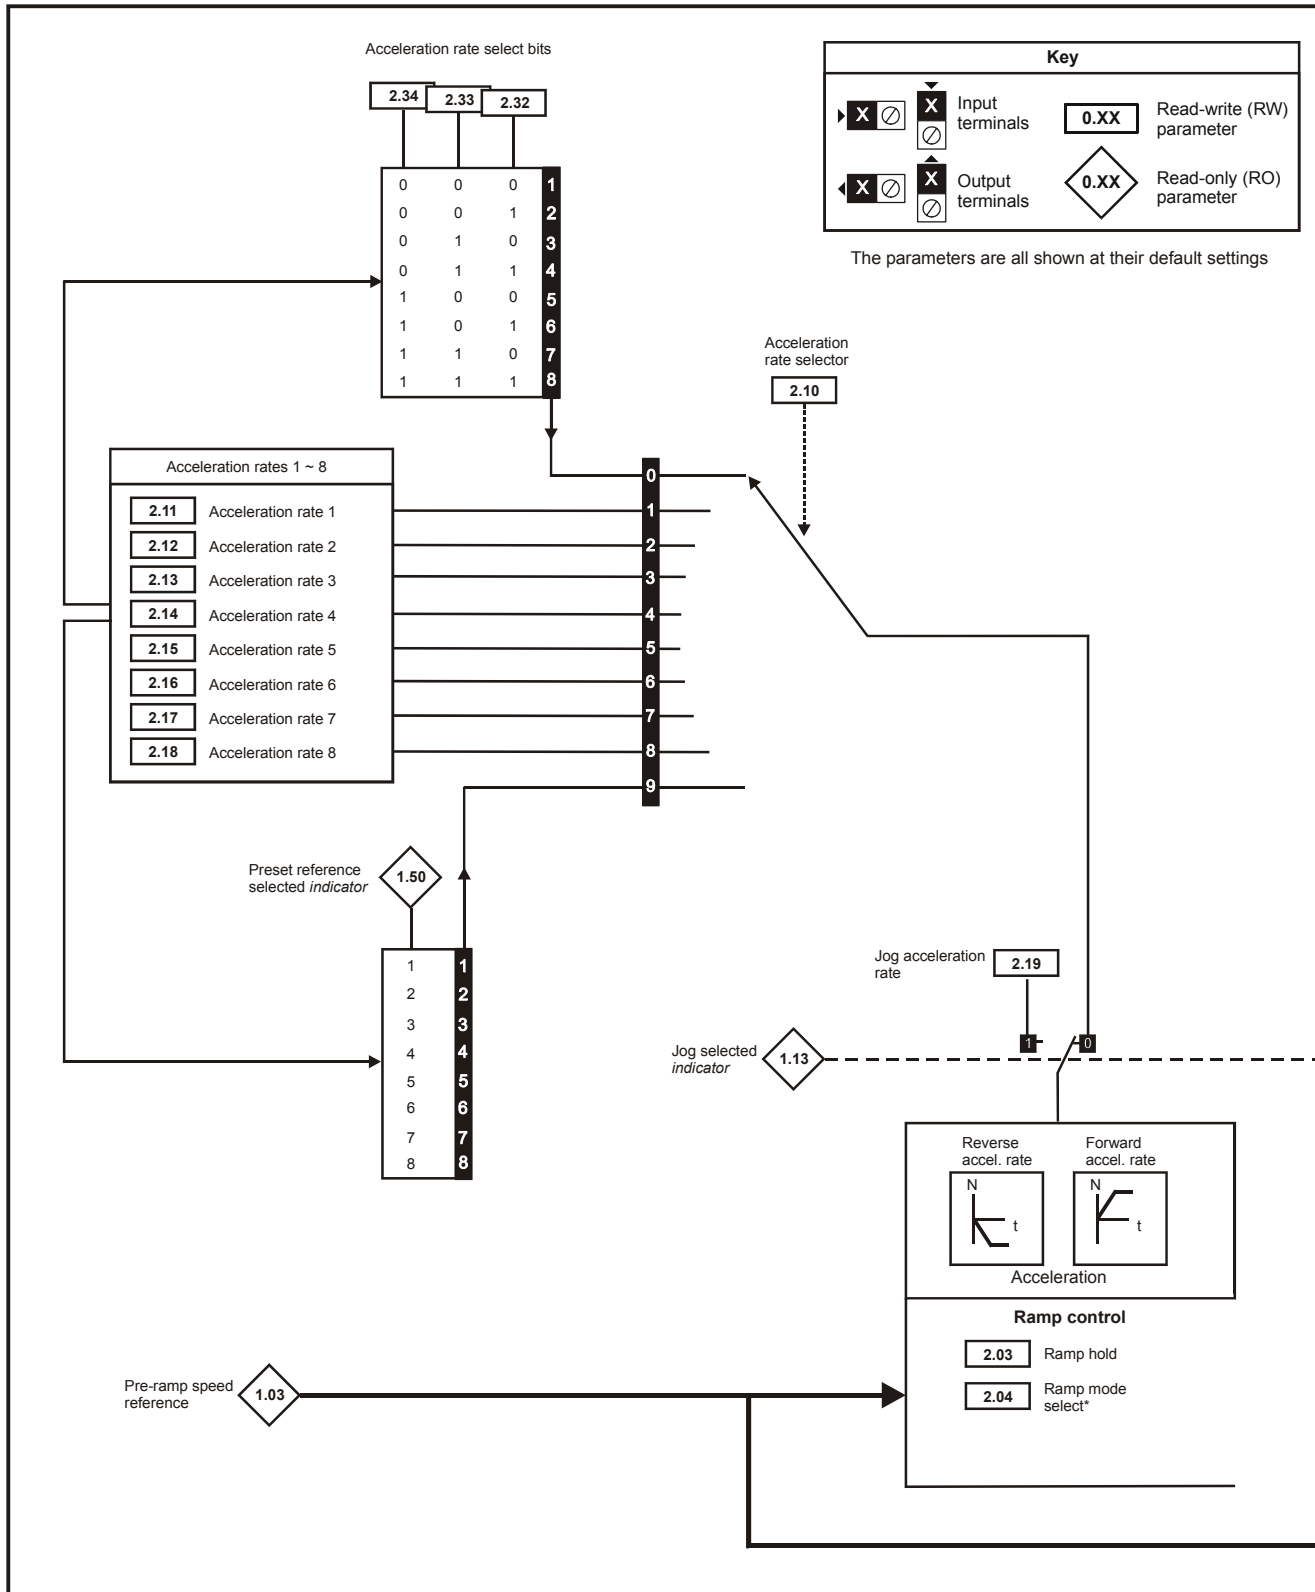 Acceleration rate select bits
2.34 2.33 2.32
0 0 0 1
0 0 1 2
0 1 0 3
0 1 1 4
1 0 0 5
1 0 1 6
1 1 0 7
1 1 1 8
Key
X
X
Input
terminals
0.XX
Read-write (RW)
parameter
X
X
Output
terminals
0.XX
Read-only (RO)
parameter
The parameters are all shown at their default settings
Acceleration
rate selector
2.10
Acceleration rates 1 ~ 8
2.11 Acceleration rate 1
2.12 Acceleration rate 2
2.13 Acceleration rate 3
2.14 Acceleration rate 4
2.15 Acceleration rate 5
2.16 Acceleration rate 6
2.17 Acceleration rate 7
2.18 Acceleration rate 8
0
1
2
3
4
5
6
7
8
9
Preset reference
selected indicator
1.50
1 1
2 2
3 3
4 4
5 5
6 6
7 7
8 8
Jog acceleration
rate
2.19
1 0
Jog selected
indicator
1.13
Reverse
accel. rate
N
t
Forward
accel. rate
N
t
Acceleration
Ramp control
2.03 Ramp hold
2.04 Ramp mode
select*
Pre-ramp speed
reference
1.03